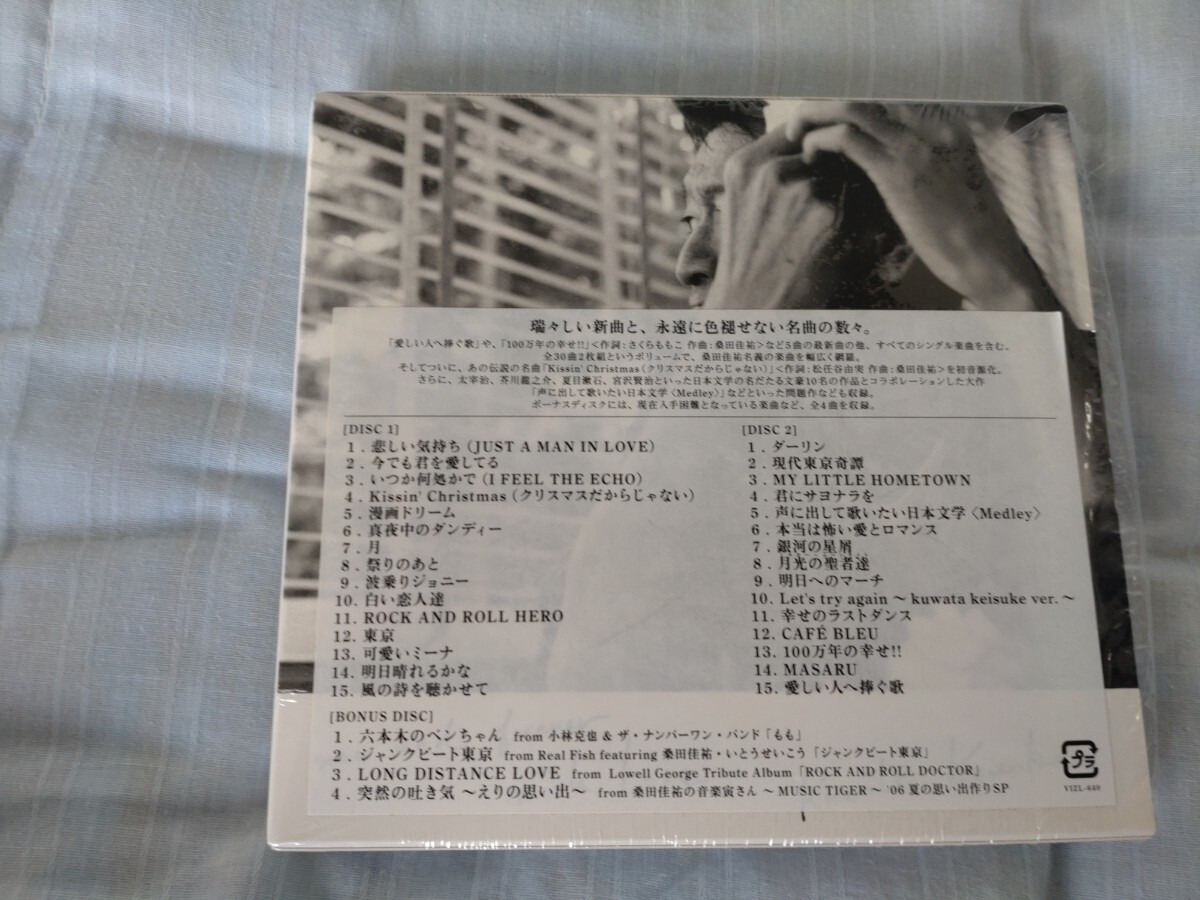 瑞々しい新曲と、永遠に色褪せない名曲の数々。
「愛しい人へ捧ぐ歌」や、「100万年の幸せ!!」<作詞:さくらももこ 作曲:桑田佳祐>など5曲の最新曲の他、すべてのシングル楽曲を含む、
全30曲2枚組というボリュームで、桑田佳祐名義の楽曲を幅広く網羅。
そしてついに、あの伝説の名曲「Kissin' Christmas(クリスマスだからじゃない)」<作詞:松任谷由実 作曲:桑田佳祐>を初音源化。
さらに、太宰治、芥川龍之介、夏目漱石、宮沢賢治といった日本文学の名だたる文豪10名の作品とコラボレーションした大作
「声に出して歌いたい日本文学〈Medley〉」などといった問題作なども収録。
ボーナスディスクには、現在入手困難となっている楽曲など、全4曲を収録。
[DISC 1]
1. 悲しい気持ち(JUST A MAN IN LOVE)
2. 今でも君を愛してる
3. いつか何処かで(I FEEL THE ECHO)
4. Kissin' Christmas(クリスマスだからじゃない)
5. 漫画ドリーム
6. 真夜中のダンディー
7. 月
8. 祭りのあと
9. 波乗りジョニー
10. 白い恋人達
11. ROCK AND ROLL HERO
12. 東京
13. 可愛いミーナ
14. 明日晴れるかな
15. 風の詩を聴かせて
[DISC 2]
1. ダーリン
2. 現代東京奇譚
3. MY LITTLE HOMETOWN
4. 君にサヨナラを
5. 声に出して歌いたい日本文学〈Medley〉
6. 本当は怖い愛とロマンス
7. 銀河の星屑
8. 月光の聖者達
9. 明日へのマーチ
10. Let's try again ～ kuwata keisuke ver. ～
11. 幸せのラストダンス
12. CAFÉ BLEU
13. 100万年の幸せ!!
14. MASARU
15. 愛しい人へ捧ぐ歌
[BONUS DISC]
1. 六本木のベンちゃん from 小林克也 & ザ・ナンバーワン・バンド「もも」
2. ジャンクビート東京 from Real Fish featuring 桑田佳祐・いとうせいこう「ジャンクビート東京」
3. LONG DISTANCE LOVE from Lowell George Tribute Album「ROCK AND ROLL DOCTOR」
4. 突然の吐き気 ～えりの思い出～ from 桑田佳祐の音楽寅さん ～ MUSIC TIGER ～ '06 夏の思い出作りSP
プラ
VIZL-440